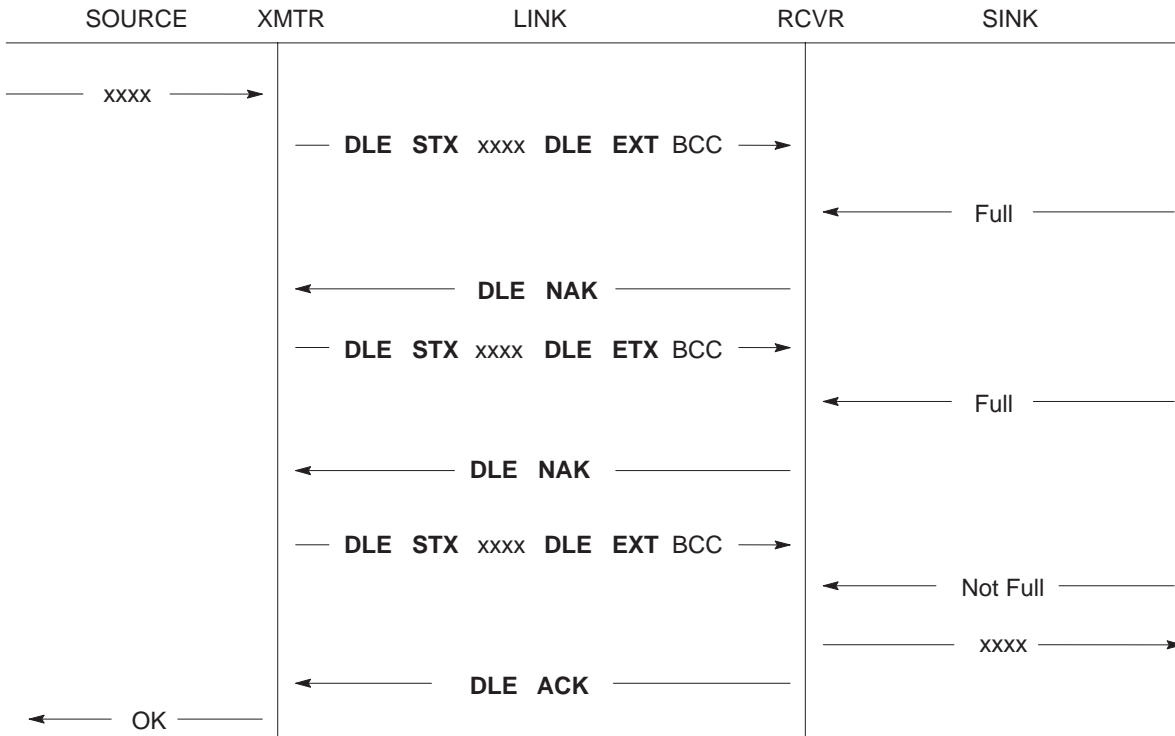 SOURCE XMTR LINK RCVR SINK
xxxx
DLE STX xxxx DLE EXT BCC
Full
DLE NAK
DLE STX xxxx DLE ETX BCC
Full
DLE NAK
DLE STX xxxx DLE EXT BCC
Not Full
xxxx
DLE ACK
OK